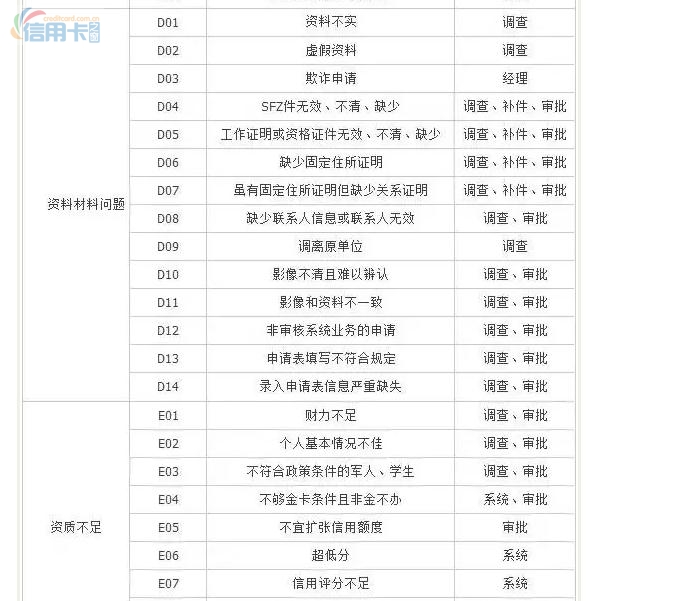 creditcard.com.cn
信用卡之窗
D01 资料不实 调查
D02 虚假资料 调查
D03 欺诈申请 经理
D04 SFZ件无效、不清、缺少 调查、补件、审批
D05 工作证明或资格证件无效、不清、缺少 调查、补件、审批
D06 缺少固定住所证明 调查、补件、审批
资料材料问题 D07 虽有固定住所证明但缺少关系证明 调查、补件、审批
D08 缺少联系人信息或联系人无效 调查、审批
D09 调离原单位 调查
D10 影像不清且难以辨认 调查、审批
D11 影像和资料不一致 调查、审批
D12 非审核系统业务的申请 调查、审批
D13 申请表填写不符合规定 调查、审批
D14 录入申请表信息严重缺失 调查、审批
E01 财力不足 调查、审批
E02 个人基本情况不佳 调查、审批
E03 不符合政策条件的军人、学生 调查、审批
E04 不够金卡条件且非金不办 系统、审批
资质不足 E05 不宜扩张信用额度 审批
E06 超低分 系统
E07 信用评分不足 系统